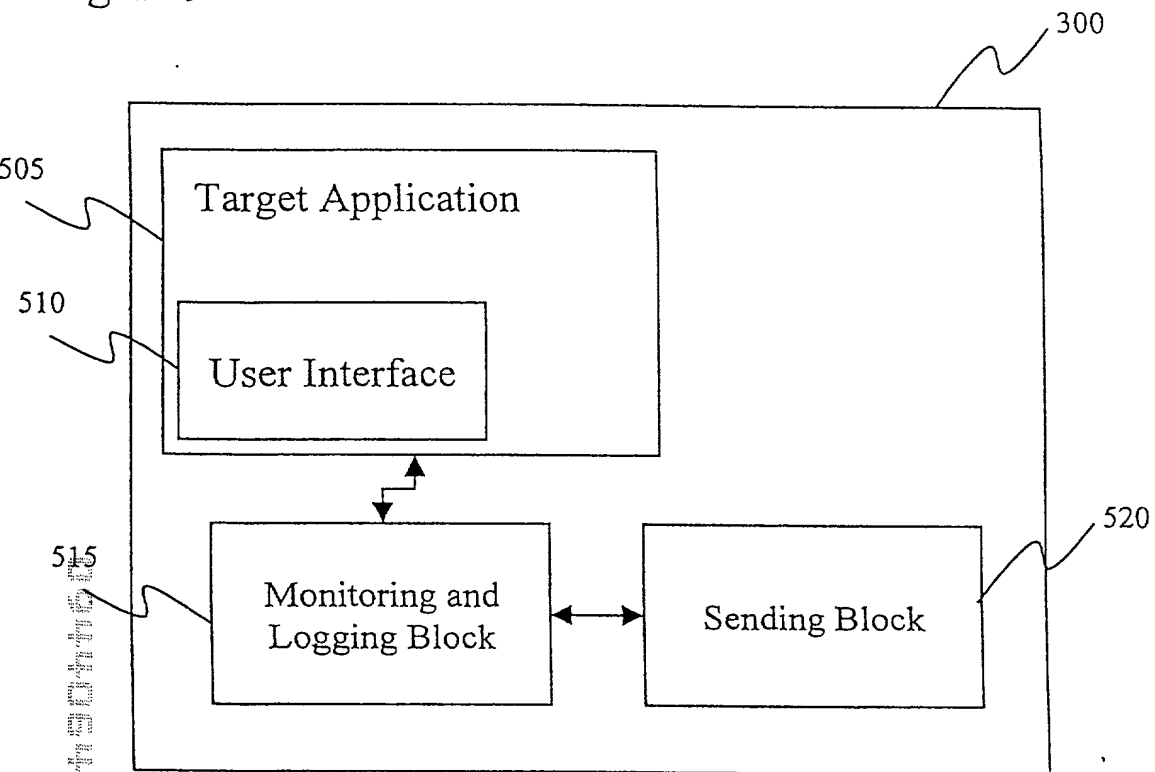 300
505
Target Application
510
User Interface
515
Monitoring and
Logging Block
520
Sending Block